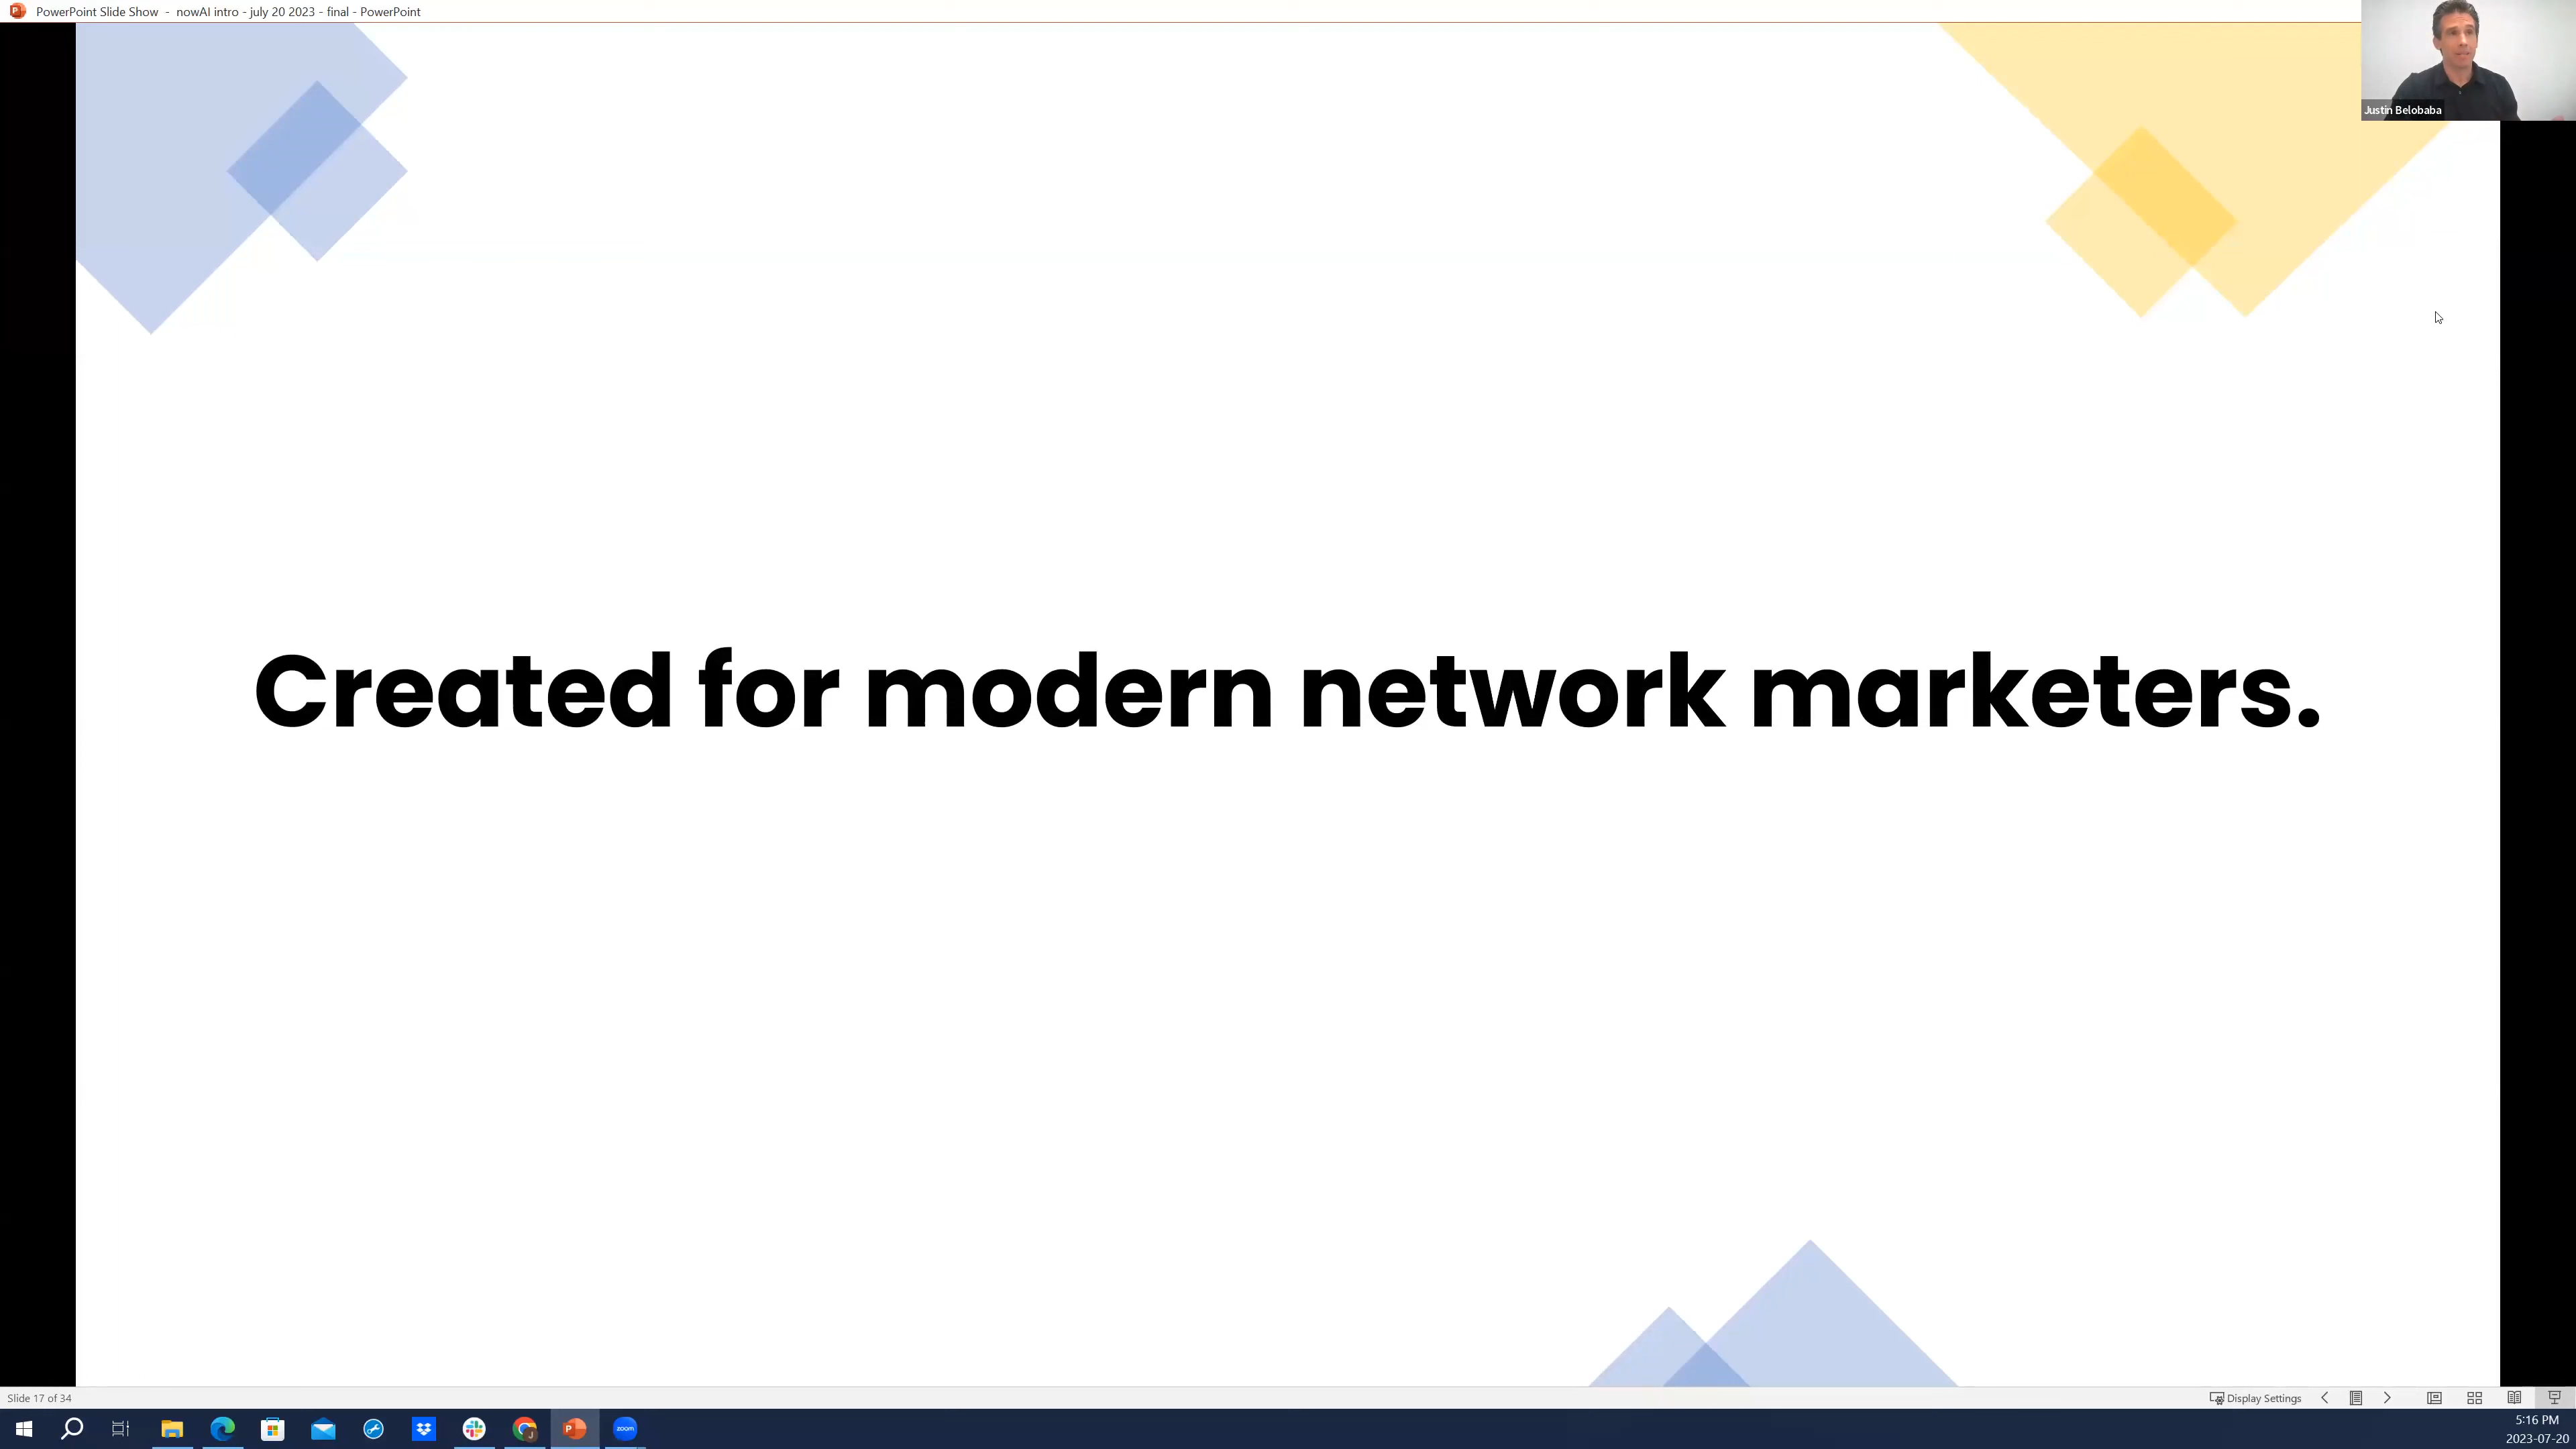 PowerPoint Slide Show - nowAI intro - july 20 2023 - final - PowerPoint
Justin Belobaba
Created for modern network marketers.
Slide 17 of 34
Display Settings
zoom
5:16 PM
2023-07-20